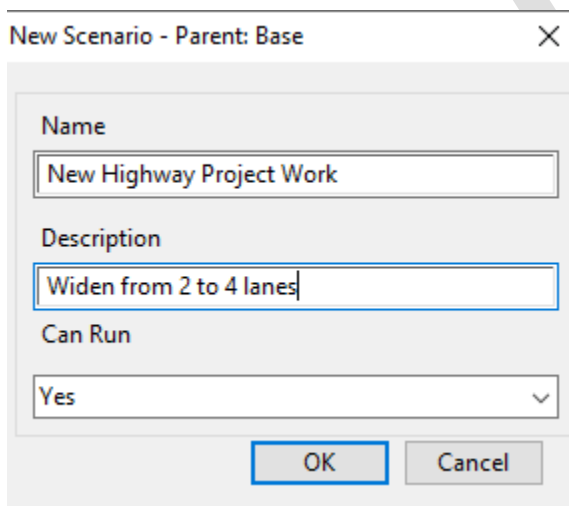 New Scenario - Parent: Base
Name
New Highway Project Work
Description
Widen from 2 to 4 lanes
Can Run
Yes
OK Cancel